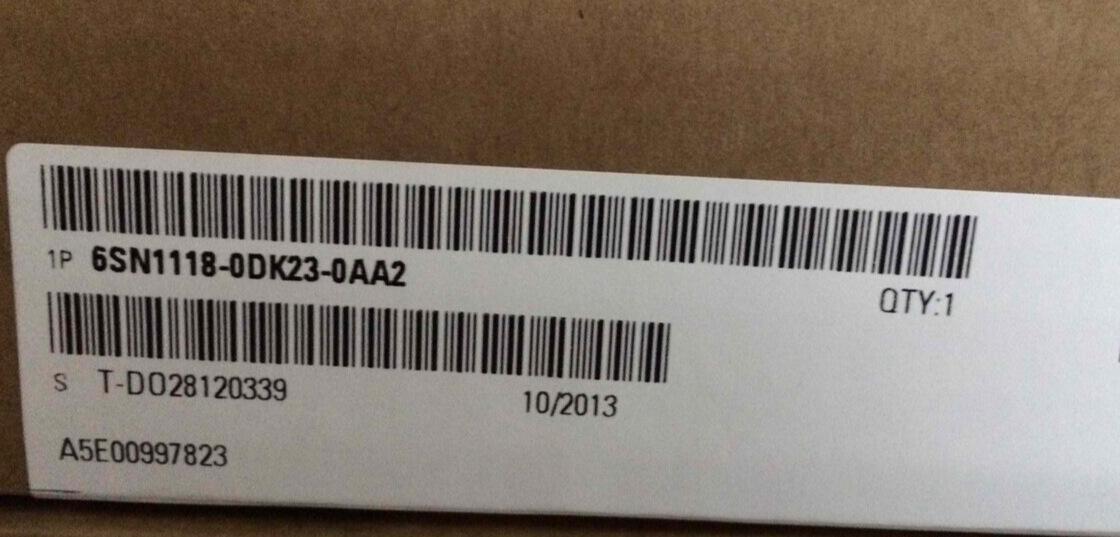 1P 6SN1118-0DK23-0AA2
QTY:1
S T-DO28120339 10/2013
A5E00997823